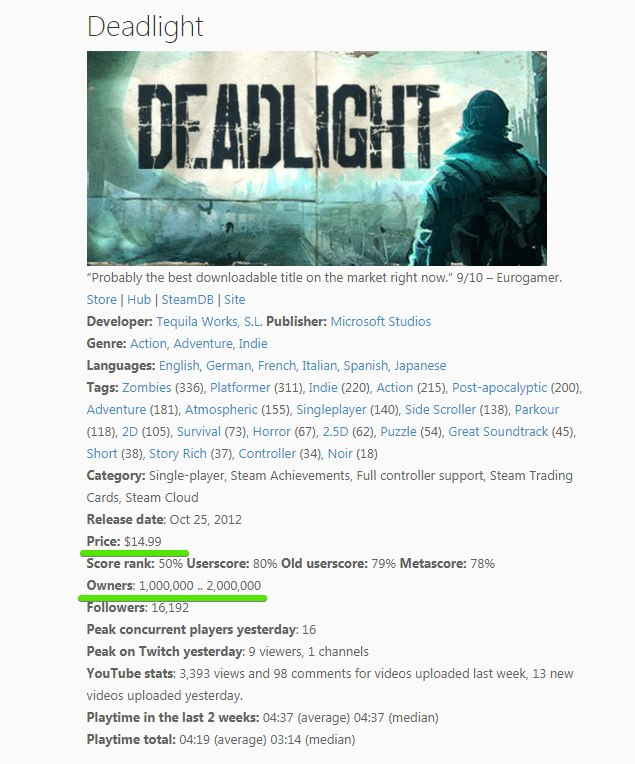 Deadlight
DEADLIGHT
“Probably the best downloadable title on the market right now.” 9/10 – Eurogamer.
Store | Hub | SteamDB | Site
Developer: Tequila Works, S.L. Publisher: Microsoft Studios
Genre: Action, Adventure, Indie
Languages: English, German, French, Italian, Spanish, Japanese
Tags: Zombies (336), Platformer (311), Indie (220), Action (215), Post-apocalyptic (200),
Adventure (181), Atmospheric (155), Singleplayer (140), Side Scroller (138), Parkour
(118), 2D (105), Survival (73), Horror (67), 2.5D (62), Puzzle (54), Great Soundtrack (45),
Short (38), Story Rich (37), Controller (34), Noir (18)
Category: Single-player, Steam Achievements, Full controller support, Steam Trading
Cards, Steam Cloud
Release date: Oct 25, 2012
Price: $14.99
Score rank: 50% Userscore: 80% Old userscore: 79% Metascore: 78%
Owners: 1,000,000 .. 2,000,000
Followers: 16,192
Peak concurrent players yesterday: 16
Peak on Twitch yesterday: 9 viewers, 1 channels
YouTube stats: 3,393 views and 98 comments for videos uploaded last week, 13 new
videos uploaded yesterday.
Playtime in the last 2 weeks: 04:37 (average) 04:37 (median)
Playtime total: 04:19 (average) 03:14 (median)